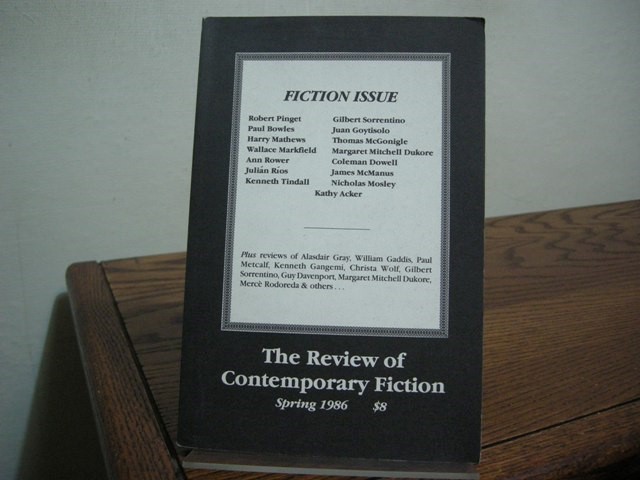 FICTION ISSUE
Robert Pinget
Paul Bowles
Harry Mathews
Wallace Markfield
Ann Rower
Julián Ríos
Kenneth Tindall
Gilbert Sorrentino
Juan Goytisolo
Thomas McGonigle
Margaret Mitchell Dukore
Coleman Dowell
James McManus
Nicholas Mosley
Kathy Acker
Plus reviews of Alasdair Gray, William Gaddis, Paul
Metcalf, Kenneth Gangemi, Christa Wolf, Gilbert
Sorrentino, Guy Davenport, Margaret Mitchell Dukore,
Mercè Rodoreda & others . . .
The Review of
Contemporary Fiction
Spring 1986 $8